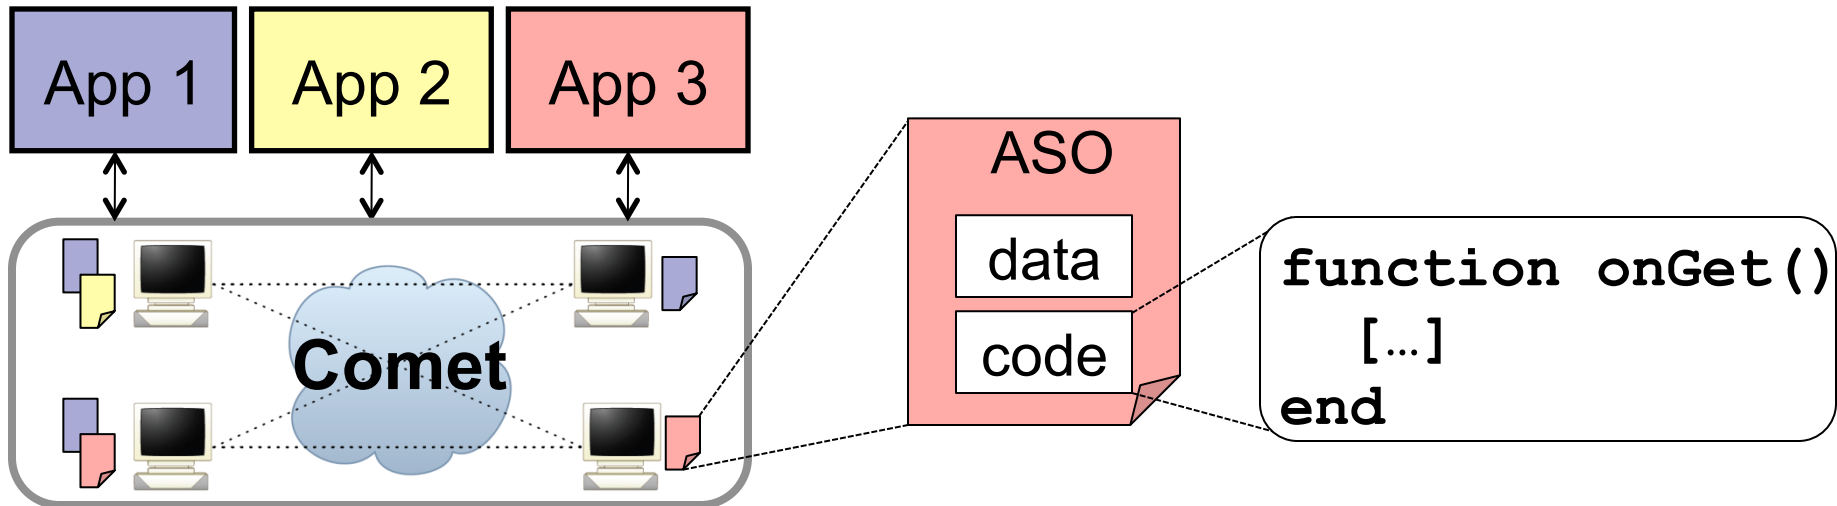 App 1
App 2
App 3
Comet
ASO
data
code
function onGet()
[…]
end